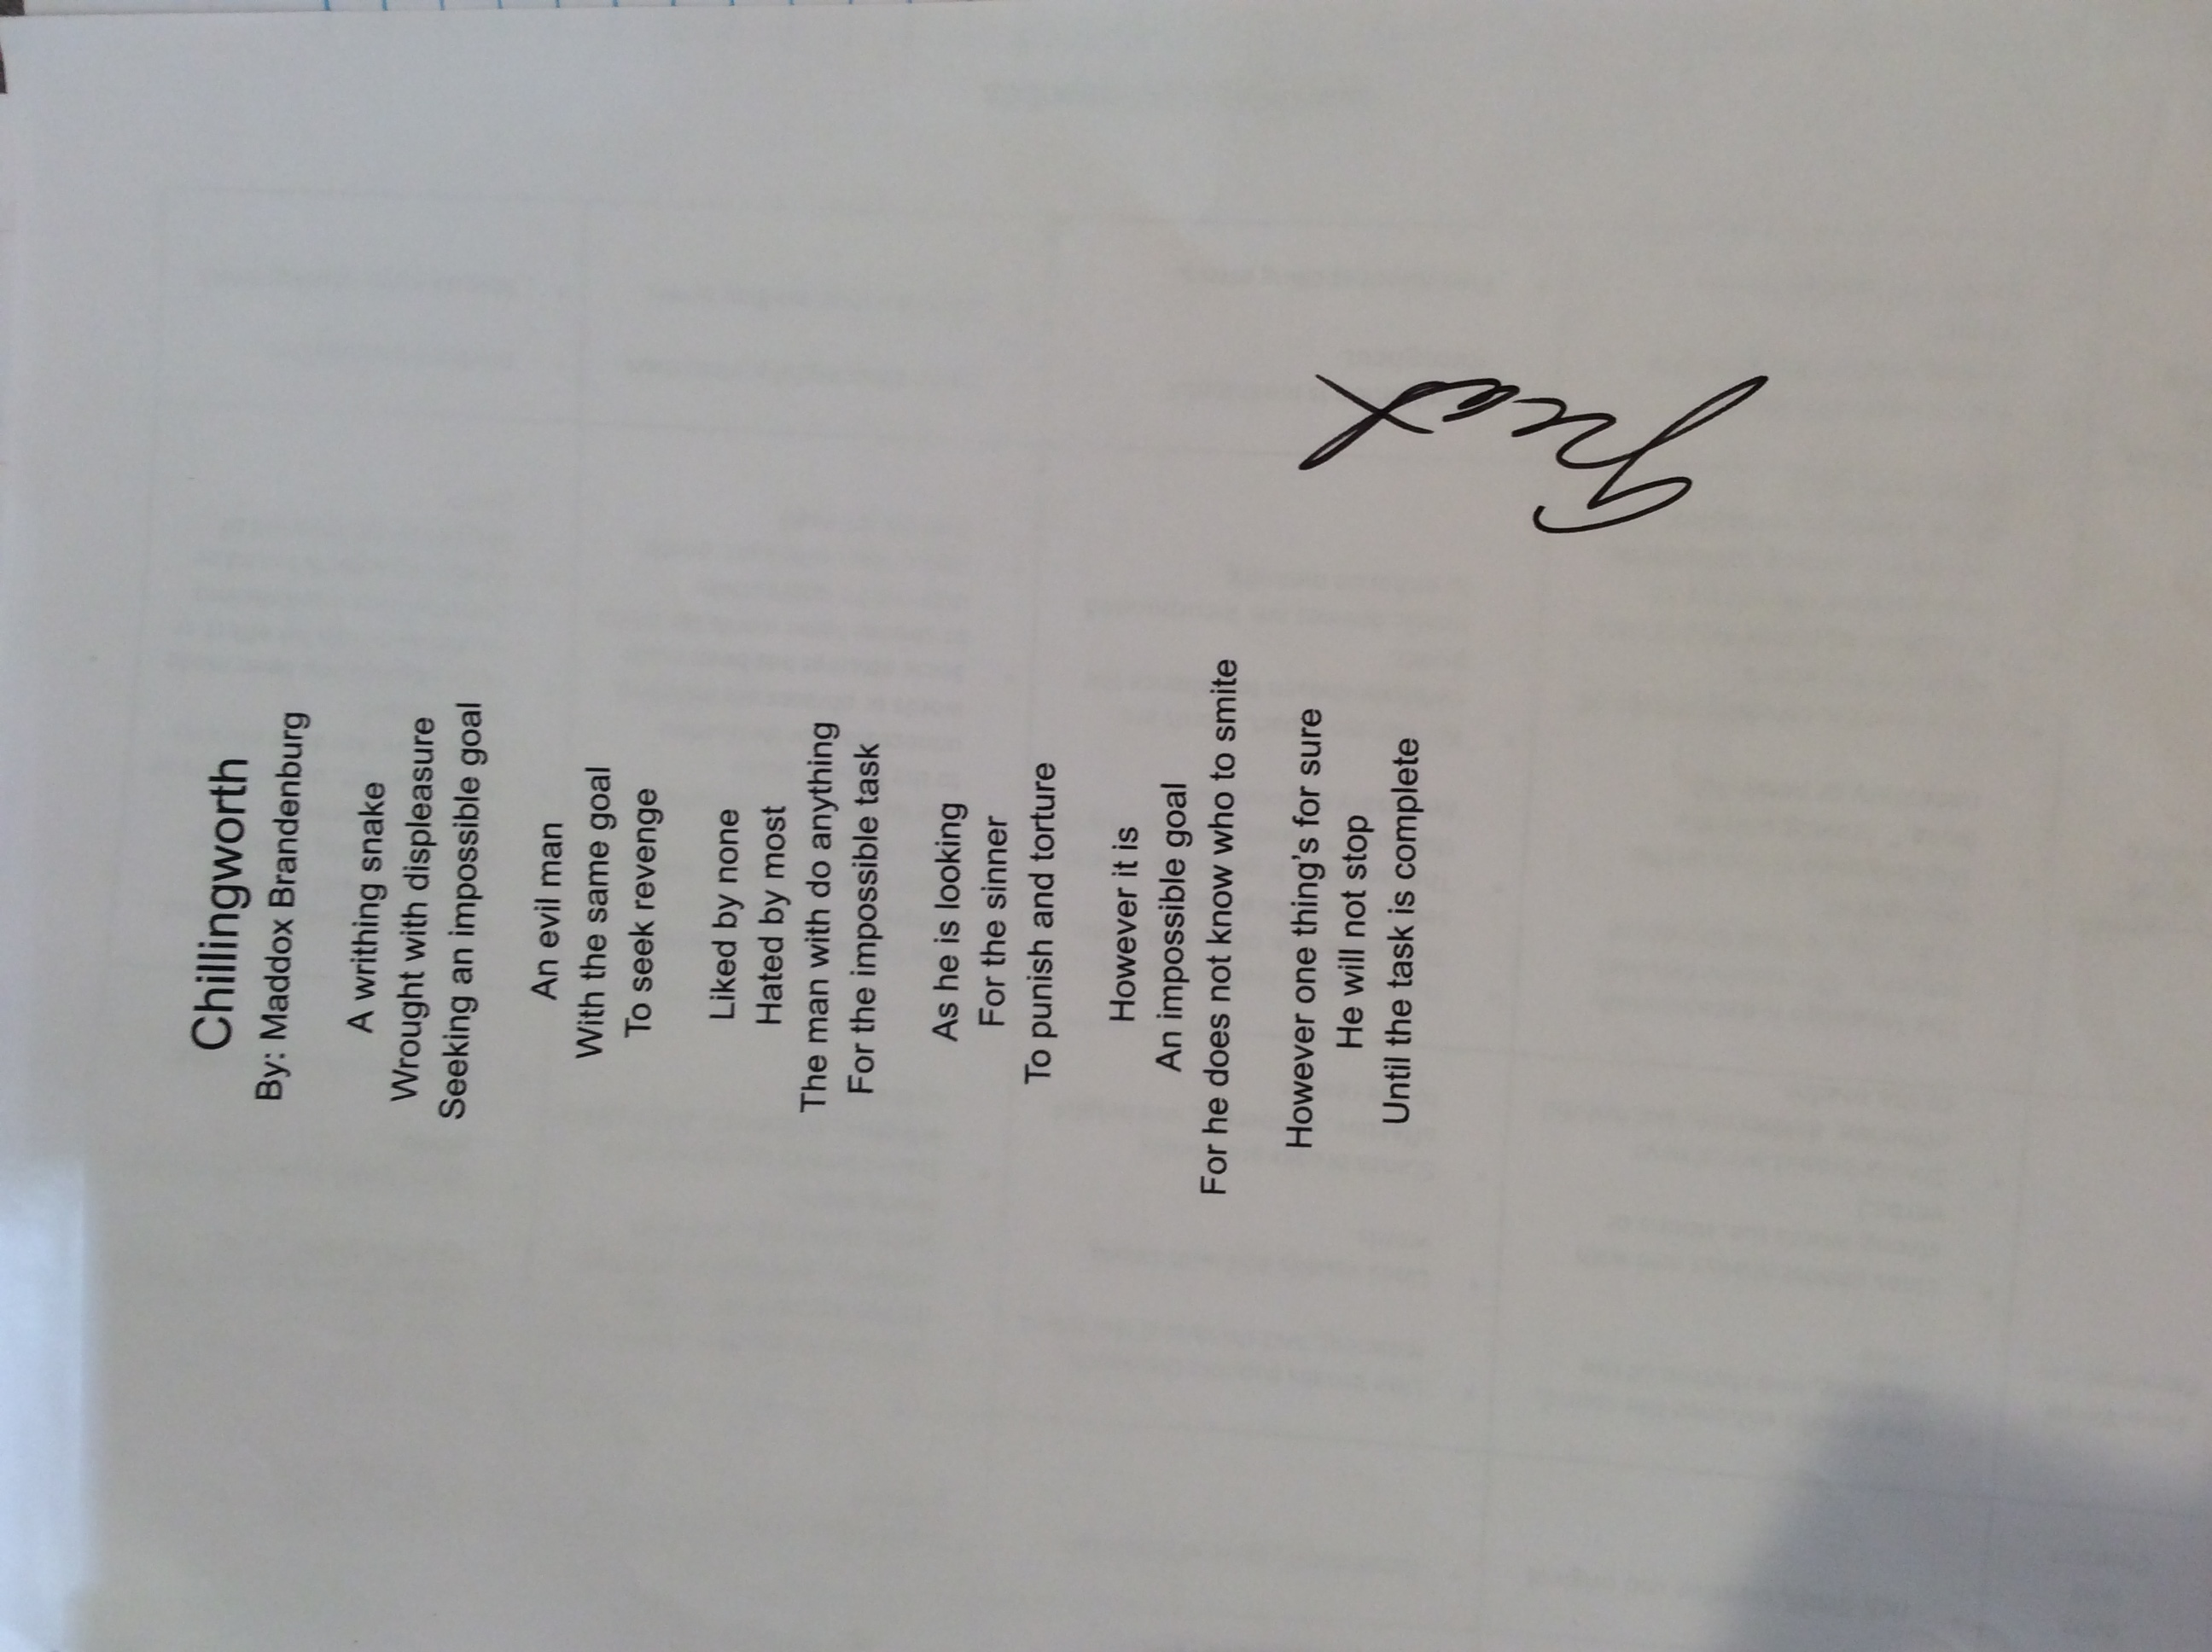 Chillingworth
By: Maddox Brandenburg
A writhing snake
Wrought with displeasure
Seeking an impossible goal
An evil man
With the same goal
To seek revenge
Liked by none
Hated by most
The man with do anything
For the impossible task
As he is looking
For the sinner
To punish and torture
However it is
An impossible goal
For he does not know who to smite
However one thing's for sure
He will not stop
Until the task is complete
Great